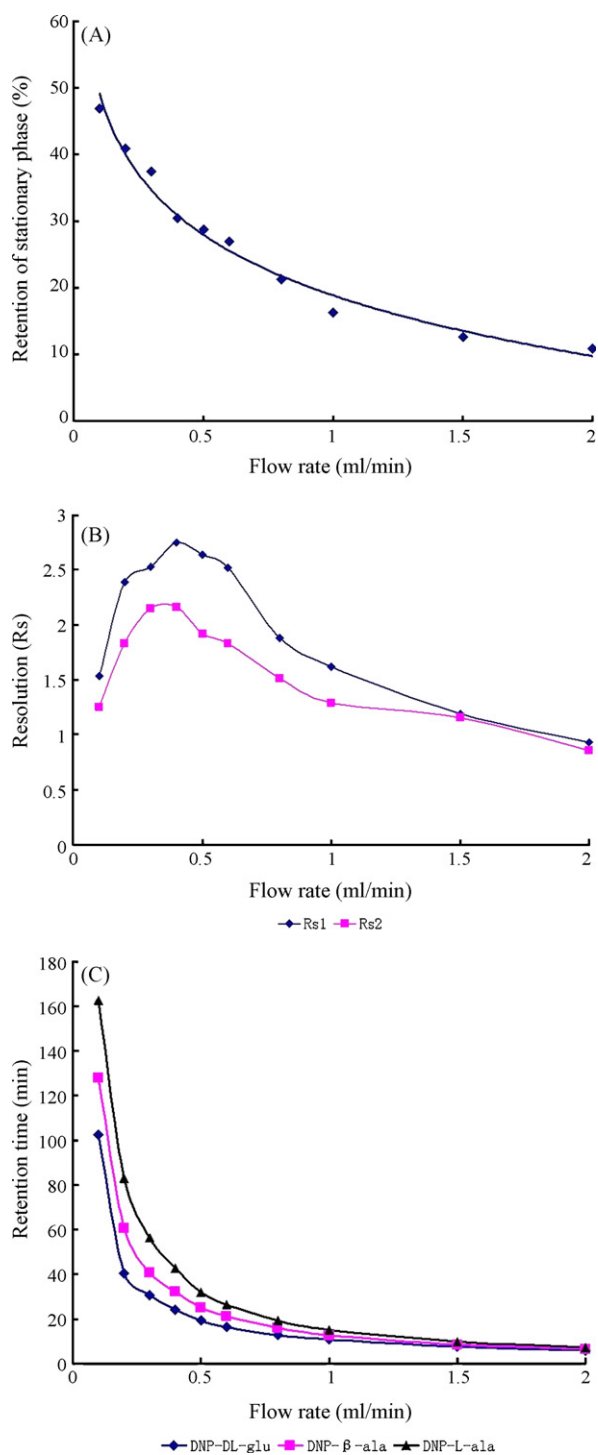 (A)
Retention of stationary phase (%)
60
50
40
30
20
10
0
0 0.5 1 1.5 2
Flow rate (ml/min)
(B)
Resolution (Rs)
3
2.5
2
1.5
1
0.5
0
0 0.5 1 1.5 2
Flow rate (ml/min)
Rs1 Rs2
(C)
Retention time (min)
180
160
140
120
100
80
60
40
20
0
0 0.5 1 1.5 2
Flow rate (ml/min)
DNP-DL-glu DNP-β-ala DNP-L-ala